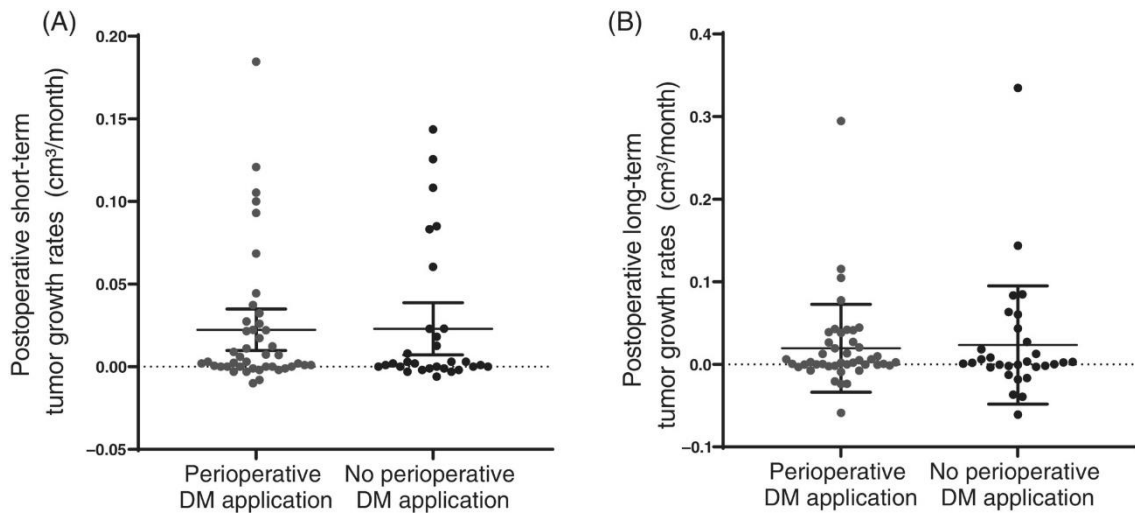 (A)
Postoperative short-term
tumor growth rates (cm³/month)
0.20
0.15
0.10
0.05
0.00
–0.05
Perioperative
DM application
No perioperative
DM application
(B)
Postoperative long-term
tumor growth rates (cm³/month)
0.4
0.3
0.2
0.1
0.0
–0.1
Perioperative
DM application
No perioperative
DM application